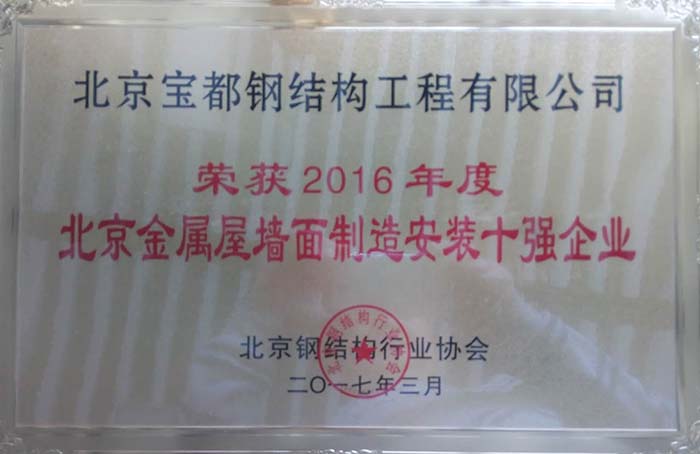 北京宝都钢结构工程有限公司
荣获2016年度
北京金属屋墙面制造安装十强企业
北京钢结构行业协会
二〇一七年三月